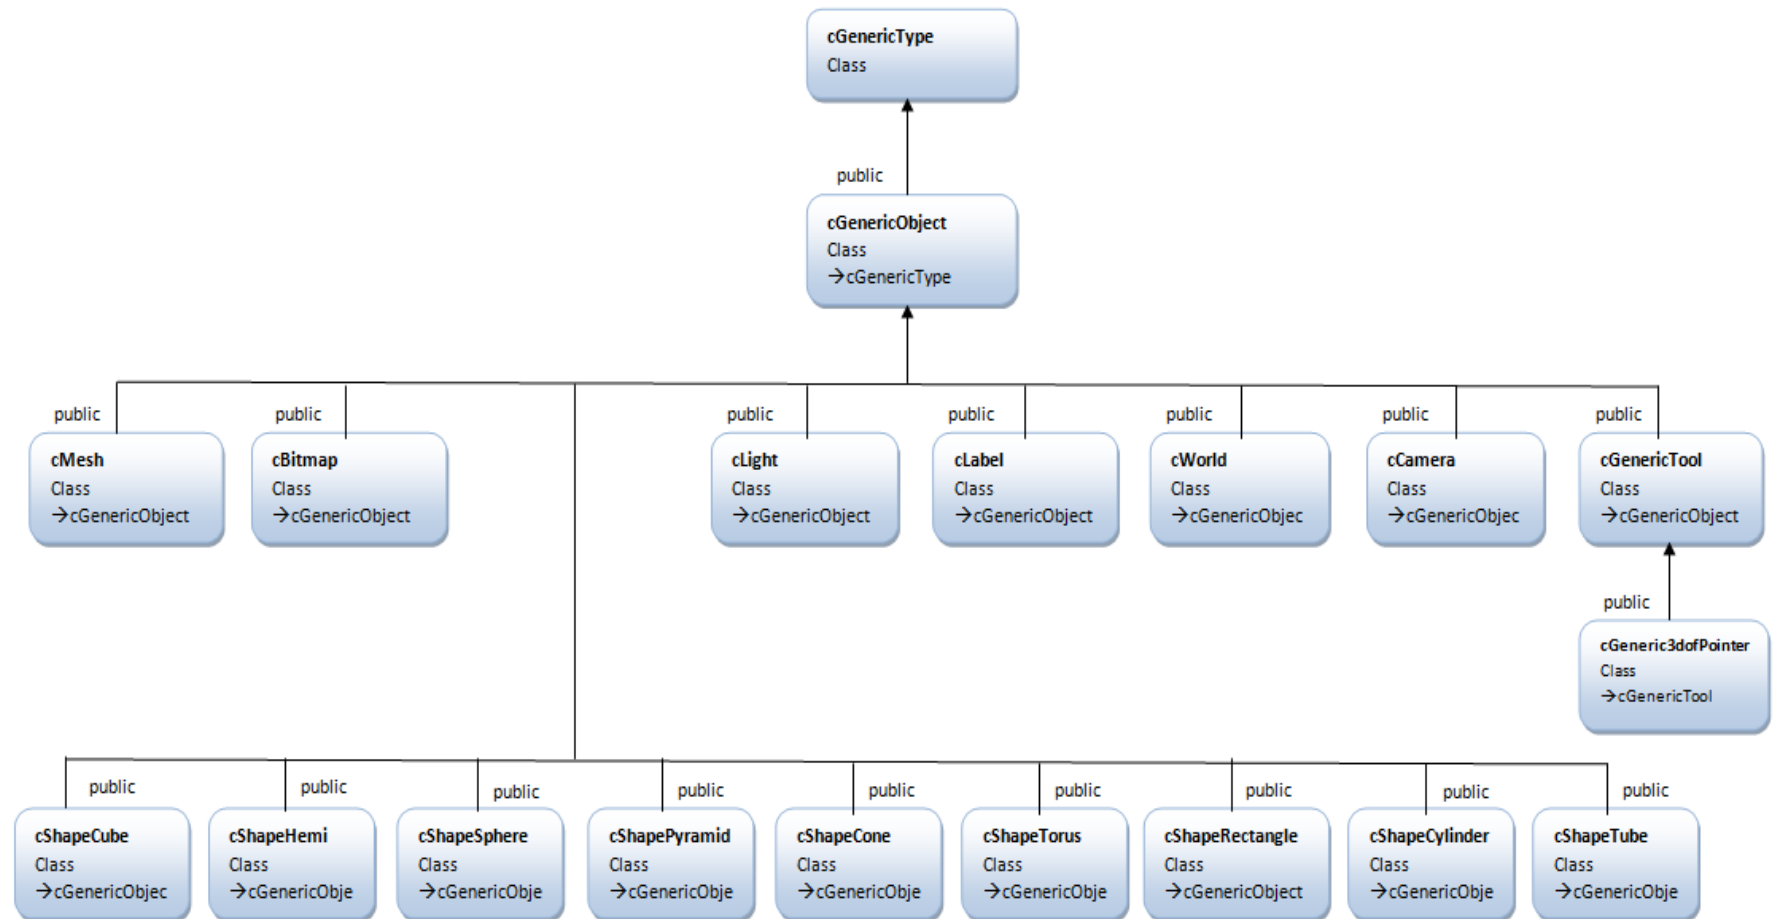 cGenericType
Class
public
cGenericObject
Class
→cGenericType
public
public
public
public
public
public
public
cMesh
Class
→cGenericObject
cBitmap
Class
→cGenericObject
cLight
Class
→cGenericObject
cLabel
Class
→cGenericObject
cWorld
Class
→cGenericObjec
cCamera
Class
→cGenericObjec
cGenericTool
Class
→cGenericObject
public
cGeneric3dofPointer
Class
→cGenericTool
public
public
public
public
public
public
public
public
public
cShapeCube
Class
→cGenericObjec
cShapeHemi
Class
→cGenericObje
cShapeSphere
Class
→cGenericObje
cShapePyramid
Class
→cGenericObje
cShapeCone
Class
→cGenericObje
cShapeTorus
Class
→cGenericObje
cShapeRectangle
Class
→cGenericObject
cShapeCylinder
Class
→cGenericObje
cShapeTube
Class
→cGenericObje